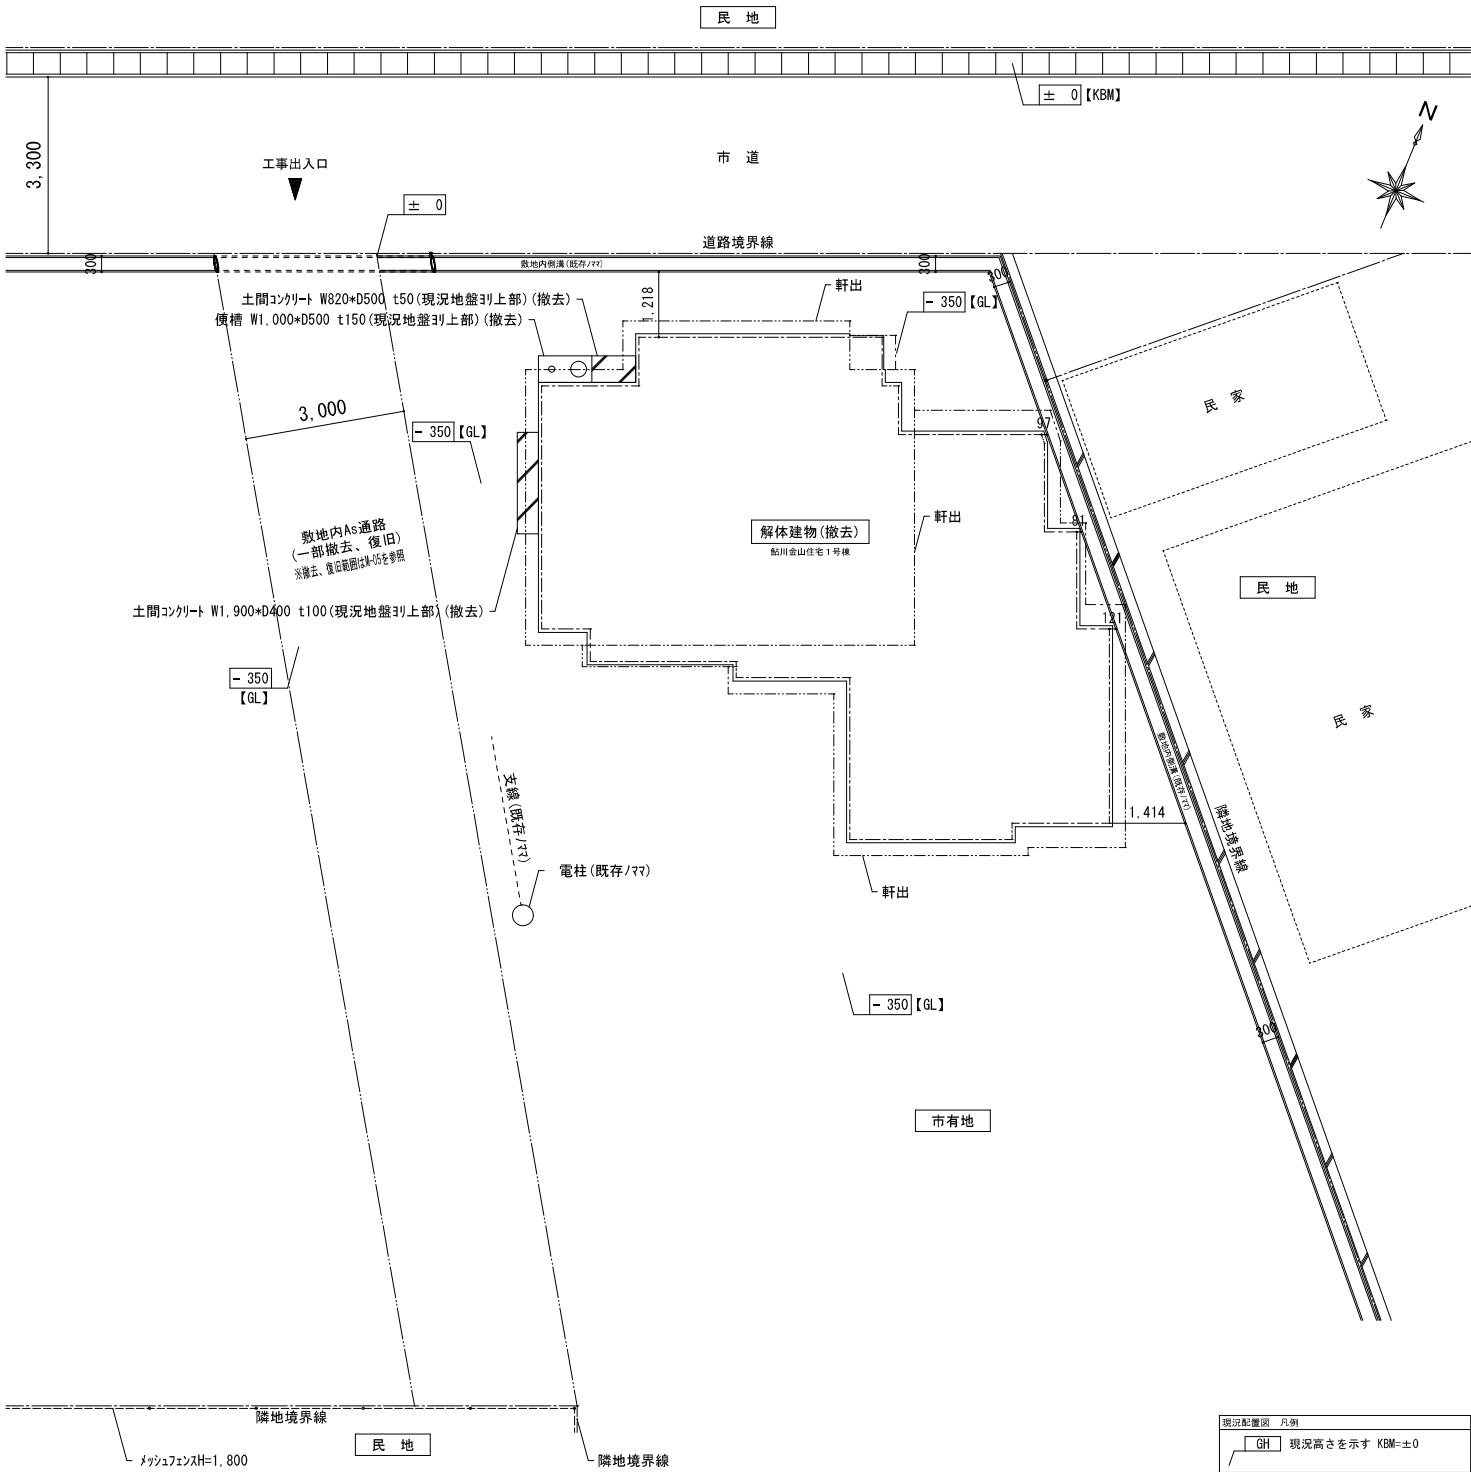 民 地
± 0【KBM】
N
3,300
工事出入口
市 道
± 0
道路境界線
300
敷地内側溝(既存ﾉﾏﾏ)
300
300
土間ｺﾝｸﾘｰﾄ W820*D500 t50(現況地盤ﾖﾘ上部)(撤去)
1,218
軒出
- 350【GL】
便槽 W1,000*D500 t150(現況地盤ﾖﾘ上部)(撤去)
3,000
- 350【GL】
97
民 家
敷地内As通路
(一部撤去、復旧)
※撤去、復旧範囲はM-05を参照
解体建物(撤去)
鮎川金山住宅１号棟
軒出
81
民 地
土間ｺﾝｸﾘｰﾄ W1,900*D400 t100(現況地盤ﾖﾘ上部)(撤去)
121
- 350
【GL】
民 家
支線(既存ﾉﾏﾏ)
敷地内側溝(既存ﾉﾏﾏ)
1,414
隣地境界線
電柱(既存ﾉﾏﾏ)
軒出
- 350【GL】
300
市有地
隣地境界線
民 地
ﾒｯｼｭﾌｪﾝｽH=1,800
隣地境界線
現況配置図 凡例
GH 現況高さを示す KBM=±0